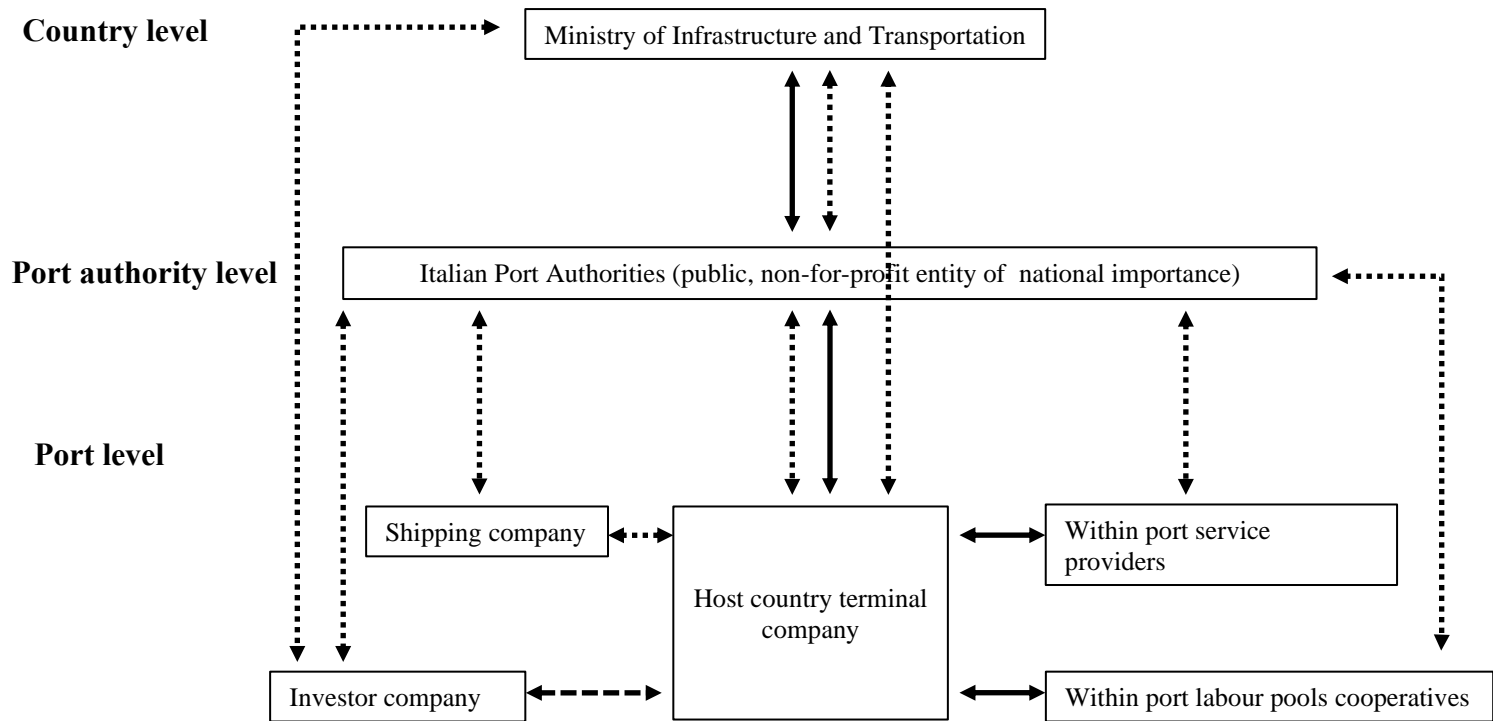 Country level
Ministry of Infrastructure and Transportation
Port authority level
Italian Port Authorities (public, non-for-profit entity of national importance)
Port level
Shipping company
Host country terminal
company
Within port service
providers
Investor company
Within port labour pools cooperatives